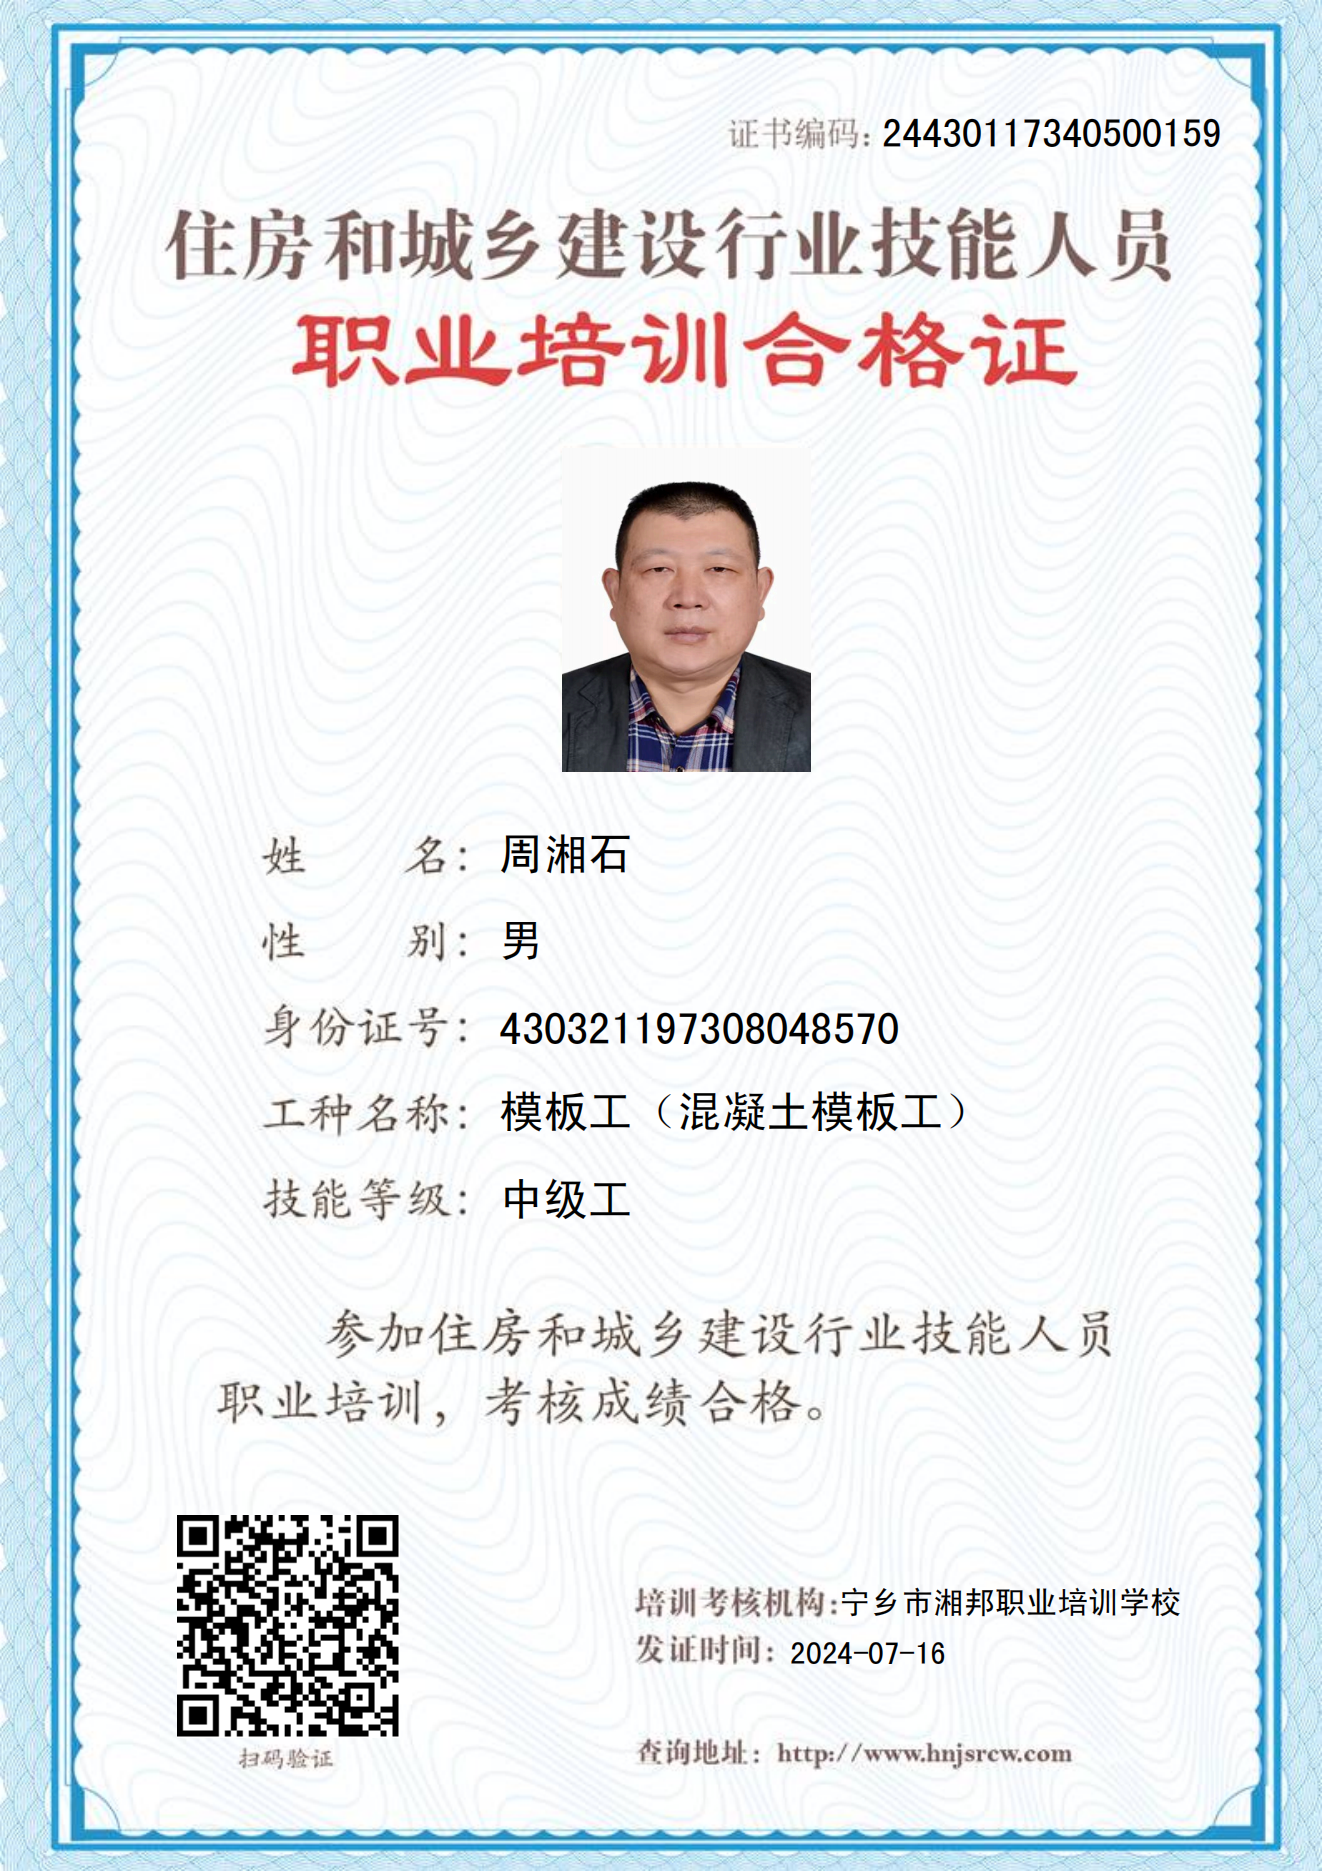 证书编码: 24430117340500159
住房和城乡建设行业技能人员
职业培训合格证
姓名: 周湘石
性别: 男
身份证号: 430321197308048570
工种名称: 模板工（混凝土模板工）
技能等级: 中级工
参加住房和城乡建设行业技能人员
职业培训，考核成绩合格。
培训考核机构:宁乡市湘邦职业培训学校
发证时间: 2024-07-16
扫码验证
查询地址: http://www.hnjsrcw.com